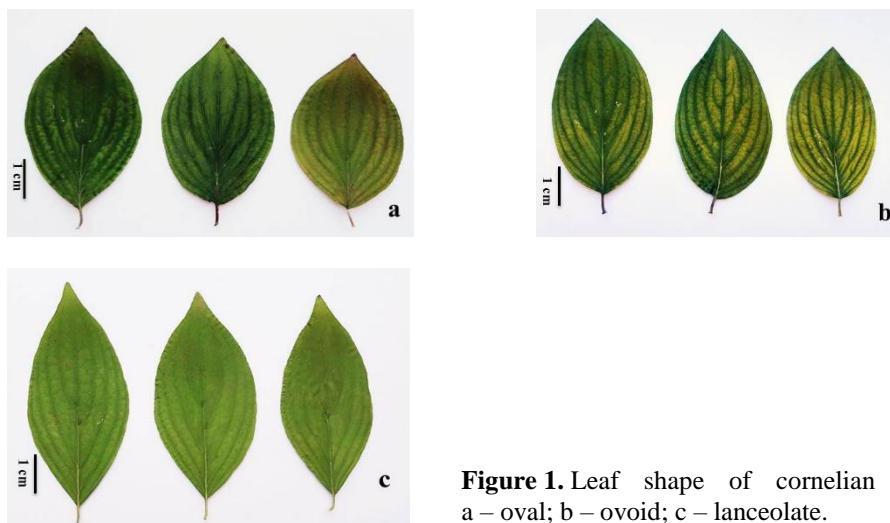 1 cm
a
1 cm
b
1 cm
c
Figure 1. Leaf shape of cornelian
a – oval; b – ovoid; c – lanceolate.